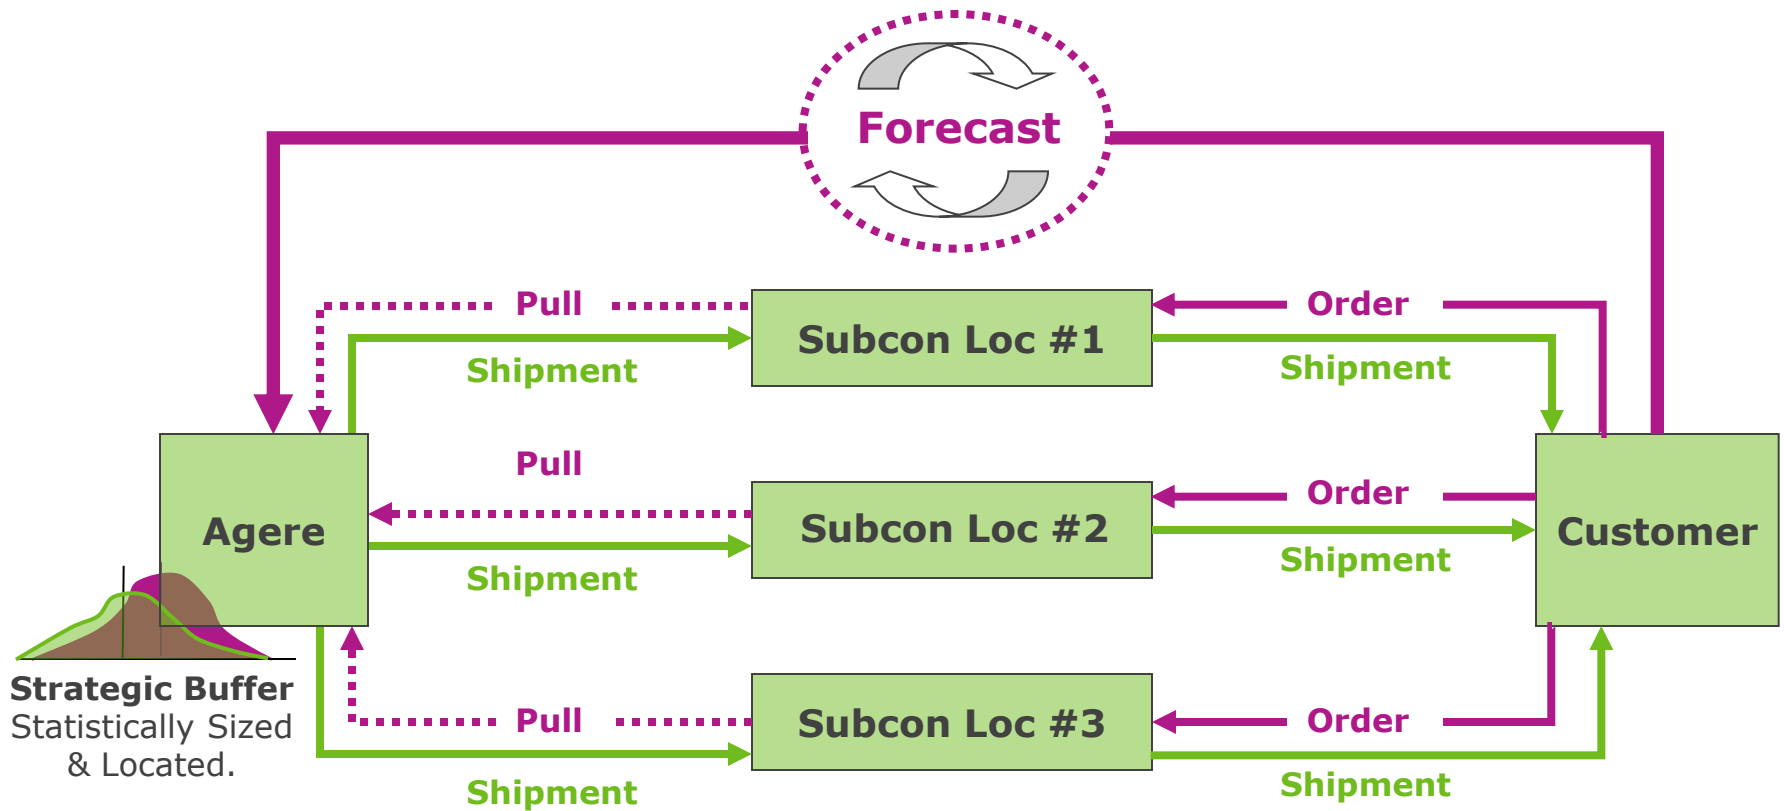 Forecast
Pull
Order
Subcon Loc #1
Shipment
Shipment
Pull
Order
Agere
Subcon Loc #2
Customer
Shipment
Shipment
Strategic Buffer
Statistically Sized
& Located.
Pull
Subcon Loc #3
Order
Shipment
Shipment